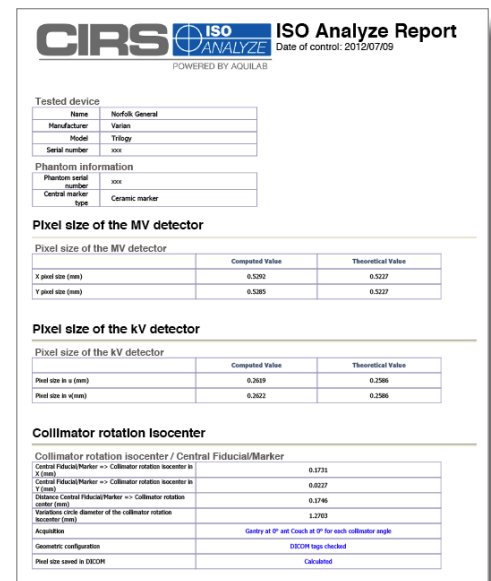 CIRS ISO ANALYZE ISO Analyze Report
Date of control: 2012/07/09
POWERED BY AQUILAB
Tested device
Name Norfolk General
Manufacturer Varian
Model Trilogy
Serial number xxx
Phantom information
Phantom serial
number xxx
Central marker
type Ceramic marker
Pixel size of the MV detector
Pixel size of the MV detector
Computed Value Theoretical Value
X pixel size (mm) 0.5292 0.5227
Y pixel size (mm) 0.5285 0.5227
Pixel size of the kV detector
Pixel size of the kV detector
Computed Value Theoretical Value
Pixel size in u (mm) 0.2619 0.2586
Pixel size in v(mm) 0.2622 0.2586
Collimator rotation isocenter
Collimator rotation isocenter / Central Fiducial/Marker
Central Fiducial/Marker => Collimator rotation isocenter in
X (mm) 0.1731
Central Fiducial/Marker => Collimator rotation isocenter in
Y (mm) 0.0227
Distance Central Fiducial/Marker => Collimator rotation
center (mm) 0.1746
Variations circle diameter of the collimator rotation
isocenter (mm) 1.2703
Acquisition Gantry at 0° ant Couch at 0° for each collimator angle
Geometric configuration DICOM tags checked
Pixel size saved in DICOM Calculated